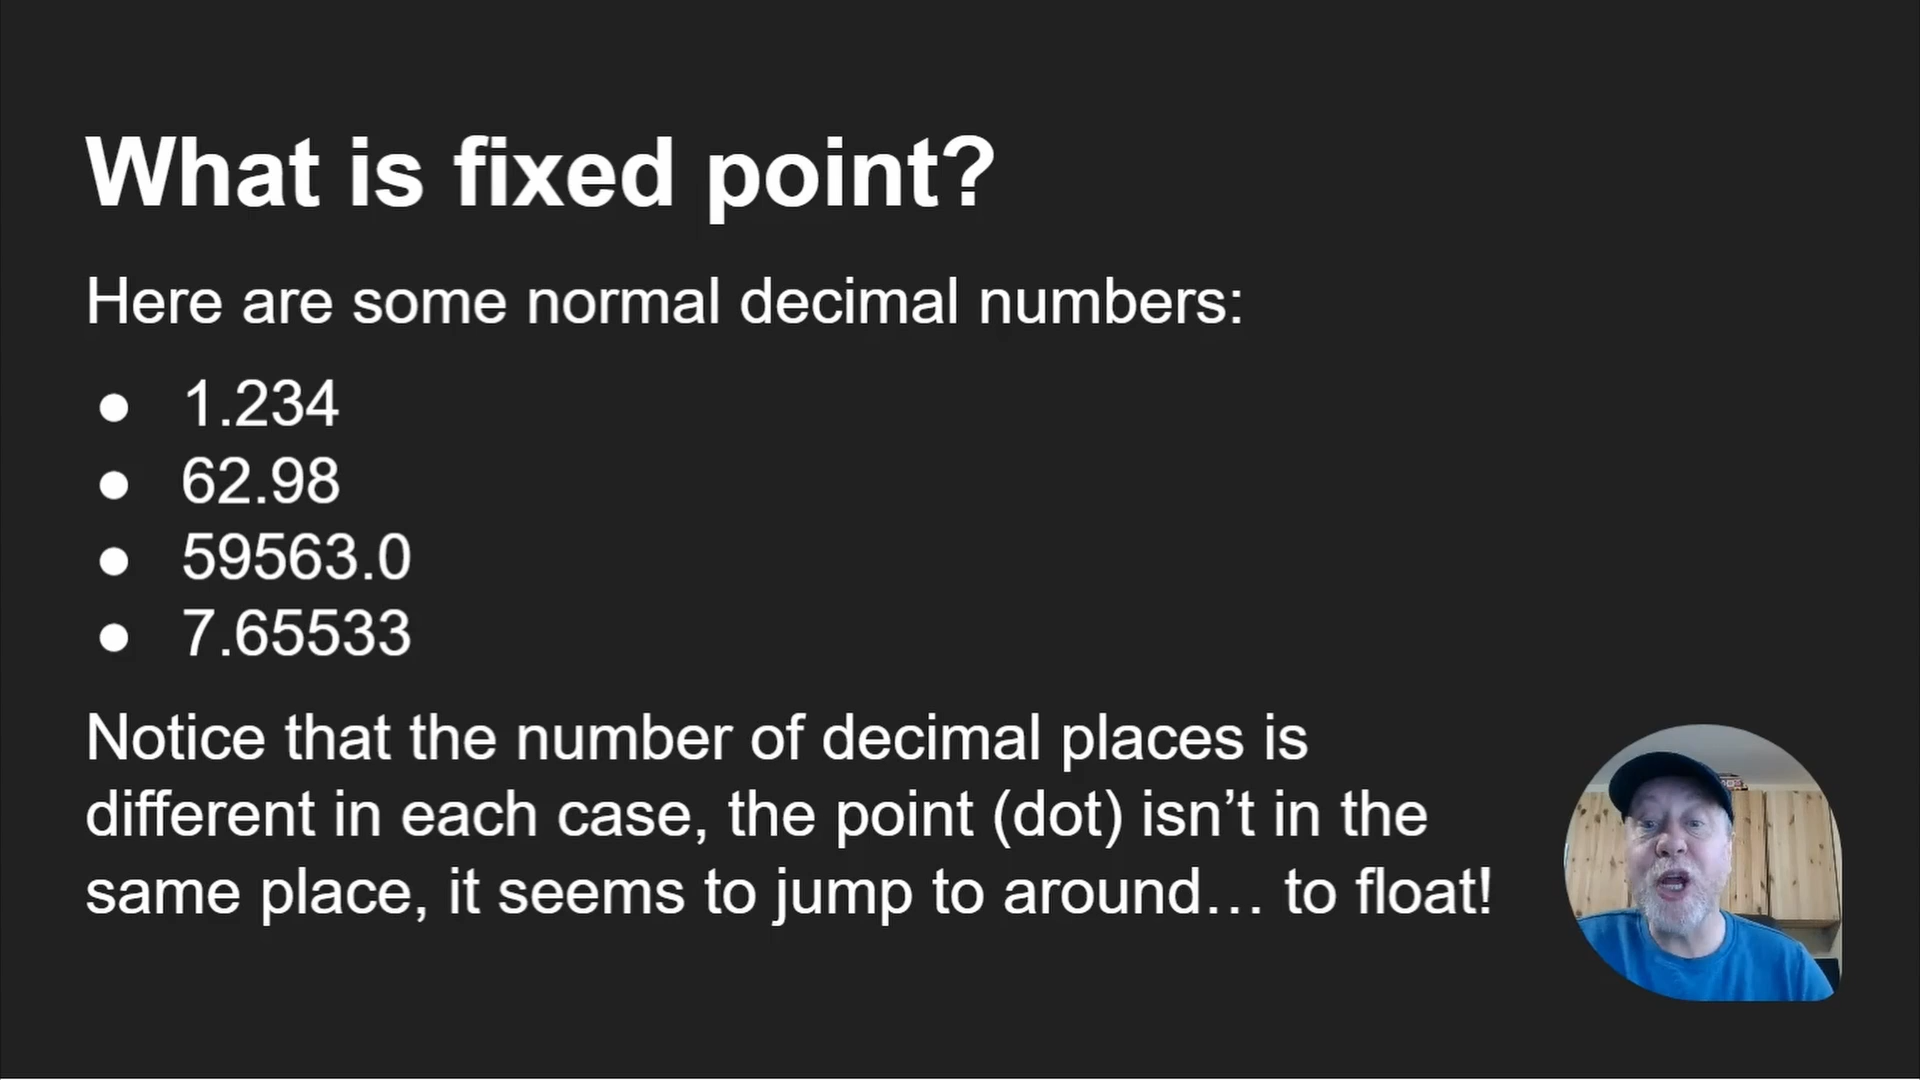 What is fixed point?
Here are some normal decimal numbers:
● 1.234
● 62.98
● 59563.0
● 7.65533
Notice that the number of decimal places is
different in each case, the point (dot) isn’t in the
same place, it seems to jump to around… to float!